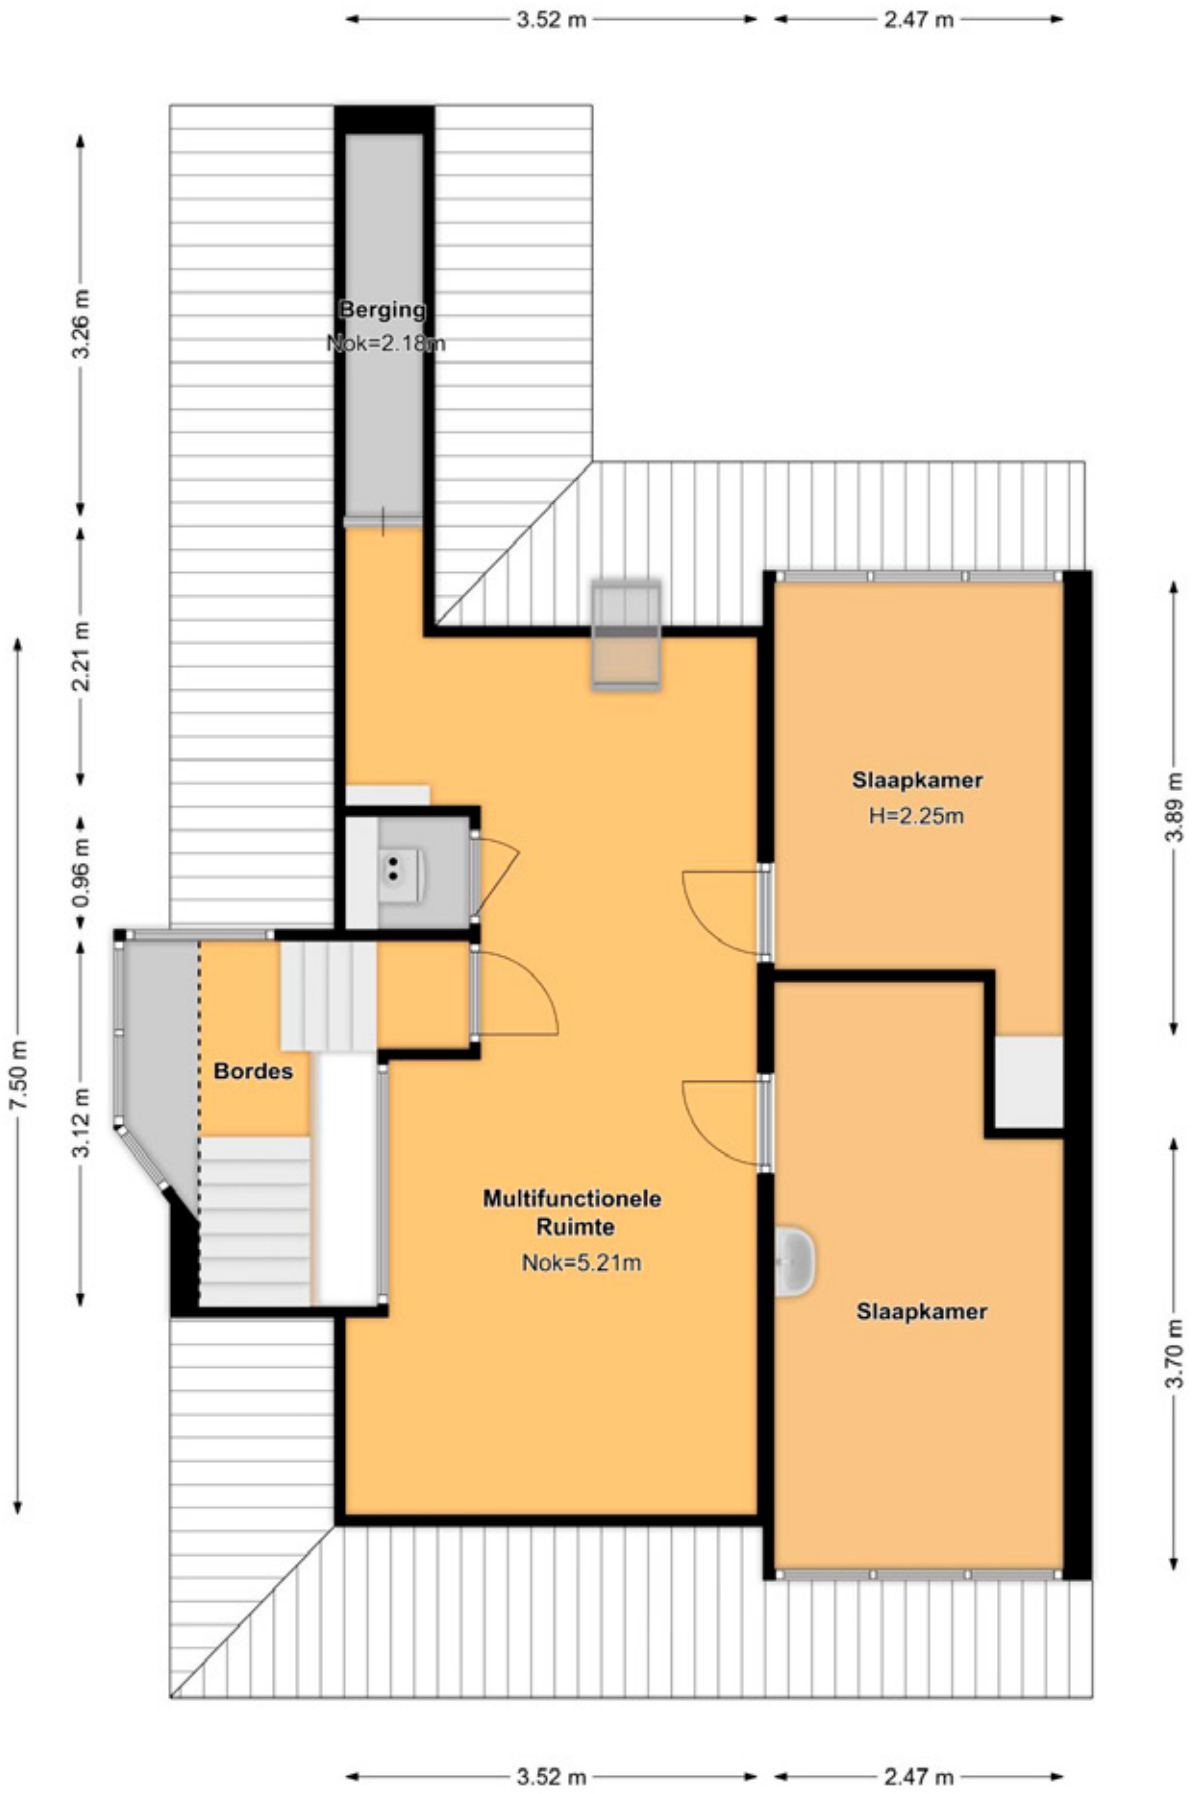 3.52 m
2.47 m
3.26 m
Berging
Nok=2.18m
2.21 m
Slaapkamer
H=2.25m
3.89 m
0.96 m
7.50 m
Bordes
3.12 m
Multifunctionele
Ruimte
Nok=5.21m
Slaapkamer
3.70 m
3.52 m
2.47 m